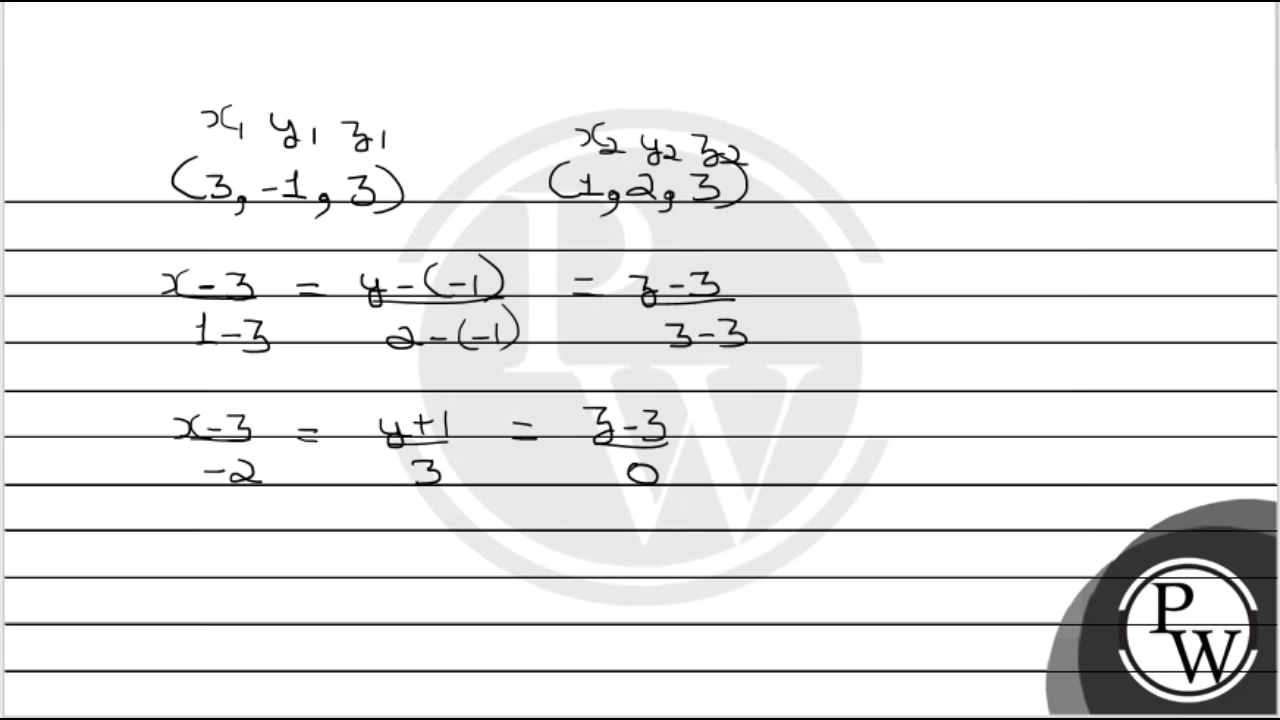 x₁ y₁ z₁ x₂ y₂ z₂
(3, -1, 3) (1, 2, 3)
x-3 = y-(-1) = z-3
1-3 2-(-1) 3-3
x-3 = y+1 = z-3
-2 3 0
P
W
P
W